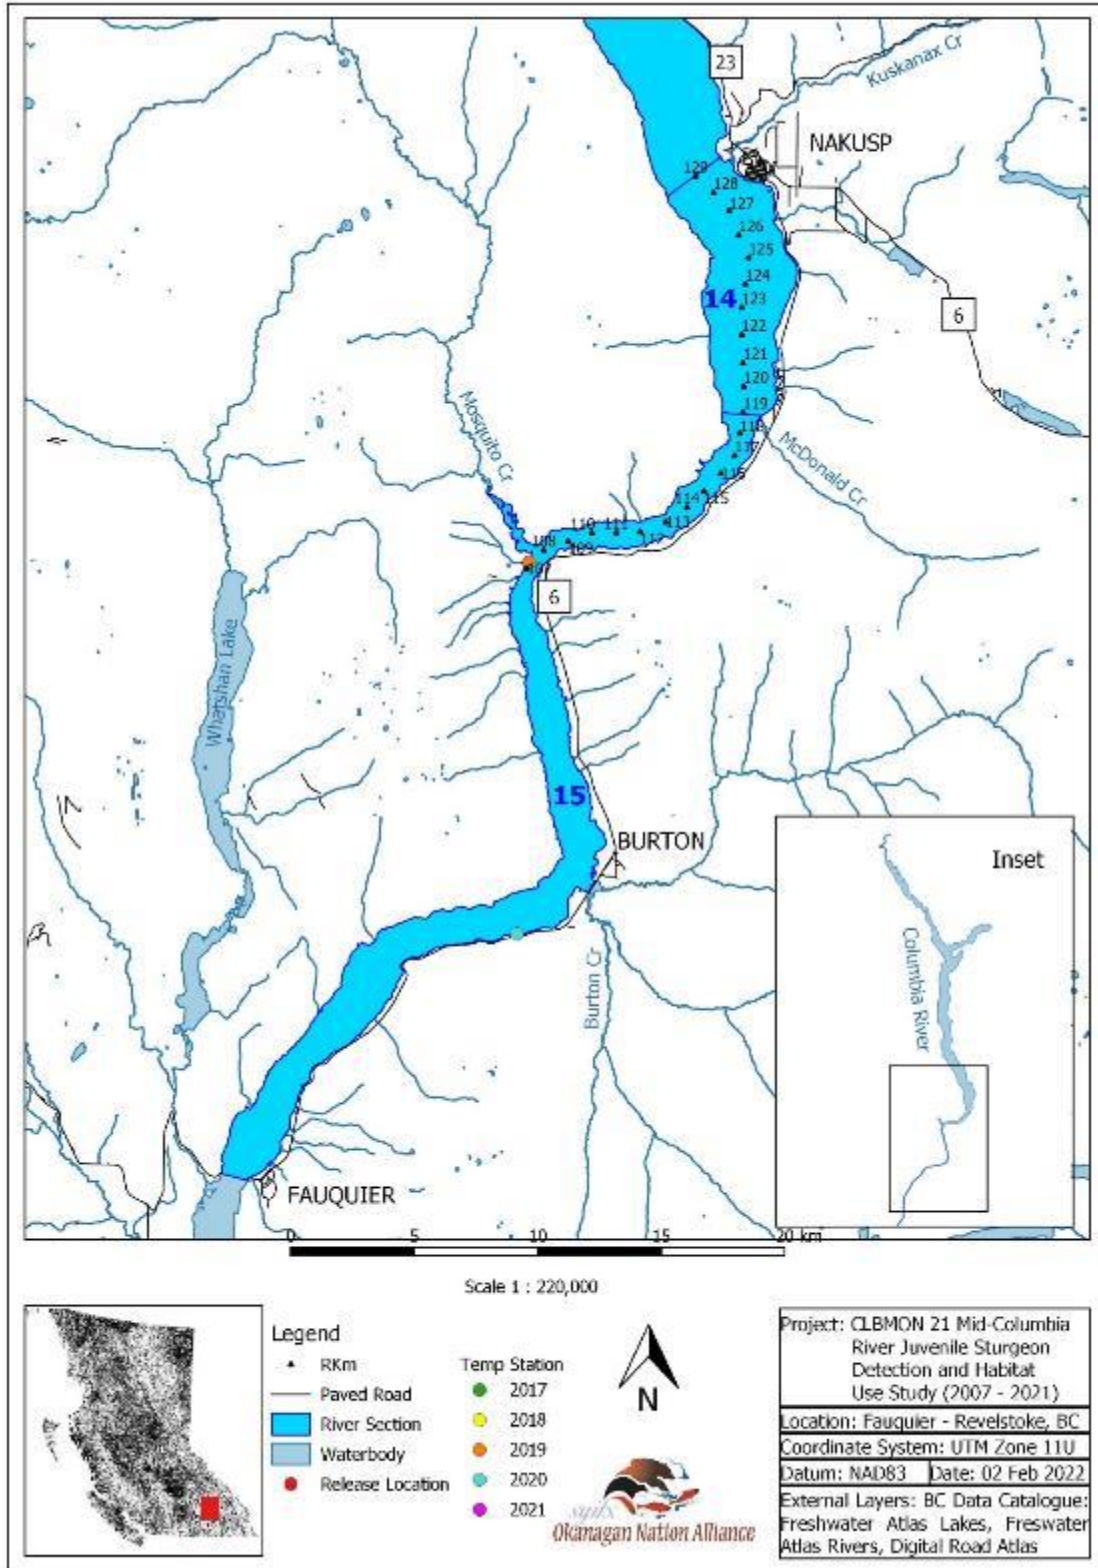 23
Kuskanax Cr
NAKUSP
129
128
127
126
125
124
14
123
6
122
121
120
Mosquito Cr
119
118
117
McDonald Cr
116
115
114
113
110
111
112
108
109
6
Whatshan Lake
15
BURTON
Inset
Columbia River
Burton Cr
FAUQUIER
0 5 10 15 20 km
Scale 1 : 220,000
Legend
RKm
Paved Road
River Section
Waterbody
Release Location
Temp Station
2017
2018
2019
2020
2021
N
syilx
Okanagan Nation Alliance
Project: CLBMON 21 Mid-Columbia
River Juvenile Sturgeon
Detection and Habitat
Use Study (2007 - 2021)
Location: Fauquier - Revelstoke, BC
Coordinate System: UTM Zone 11U
Datum: NAD83 Date: 02 Feb 2022
External Layers: BC Data Catalogue:
Freshwater Atlas Lakes, Freswater
Atlas Rivers, Digital Road Atlas